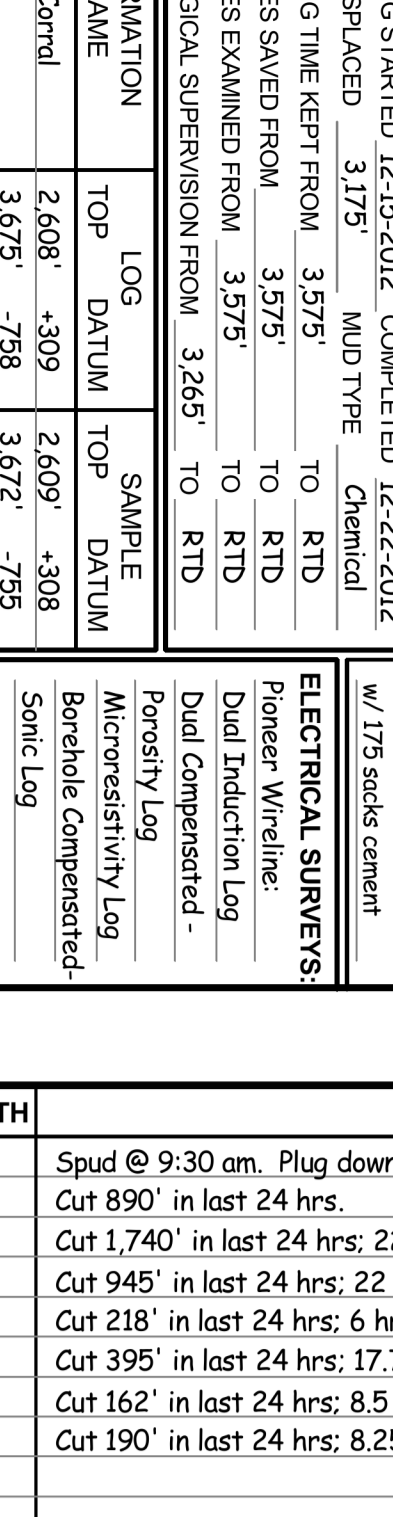 G STARTED 12-15-2012 COMPLETED 12-22-2012
SPLACED 3,175' MUD TYPE Chemical
G TIME KEPT FROM 3,575' TO RTD
ES SAVED FROM 3,575' TO RTD
ES EXAMINED FROM 3,575' TO RTD
GICAL SUPERVISION FROM 3,265' TO RTD
RMATION LOG SAMPLE
AME TOP DATUM TOP DATUM
Corral 2,608' +309 2,609' +308
3,675' -758 3,672' -755
w/ 175 sacks cement
ELECTRICAL SURVEYS:
Pioneer Wireline:
Dual Induction Log
Dual Compensated -
Porosity Log
Microresistivity Log
Borehole Compensated-
Sonic Log
TH
Spud @ 9:30 am. Plug down
Cut 890' in last 24 hrs.
Cut 1,740' in last 24 hrs; 22
Cut 945' in last 24 hrs; 22
Cut 218' in last 24 hrs; 6 hr
Cut 395' in last 24 hrs; 17.7
Cut 162' in last 24 hrs; 8.5
Cut 190' in last 24 hrs; 8.25